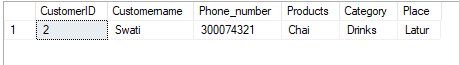 CustomerID Customername Phone_number Products Category Place
1 2 Swati 300074321 Chai Drinks Latur